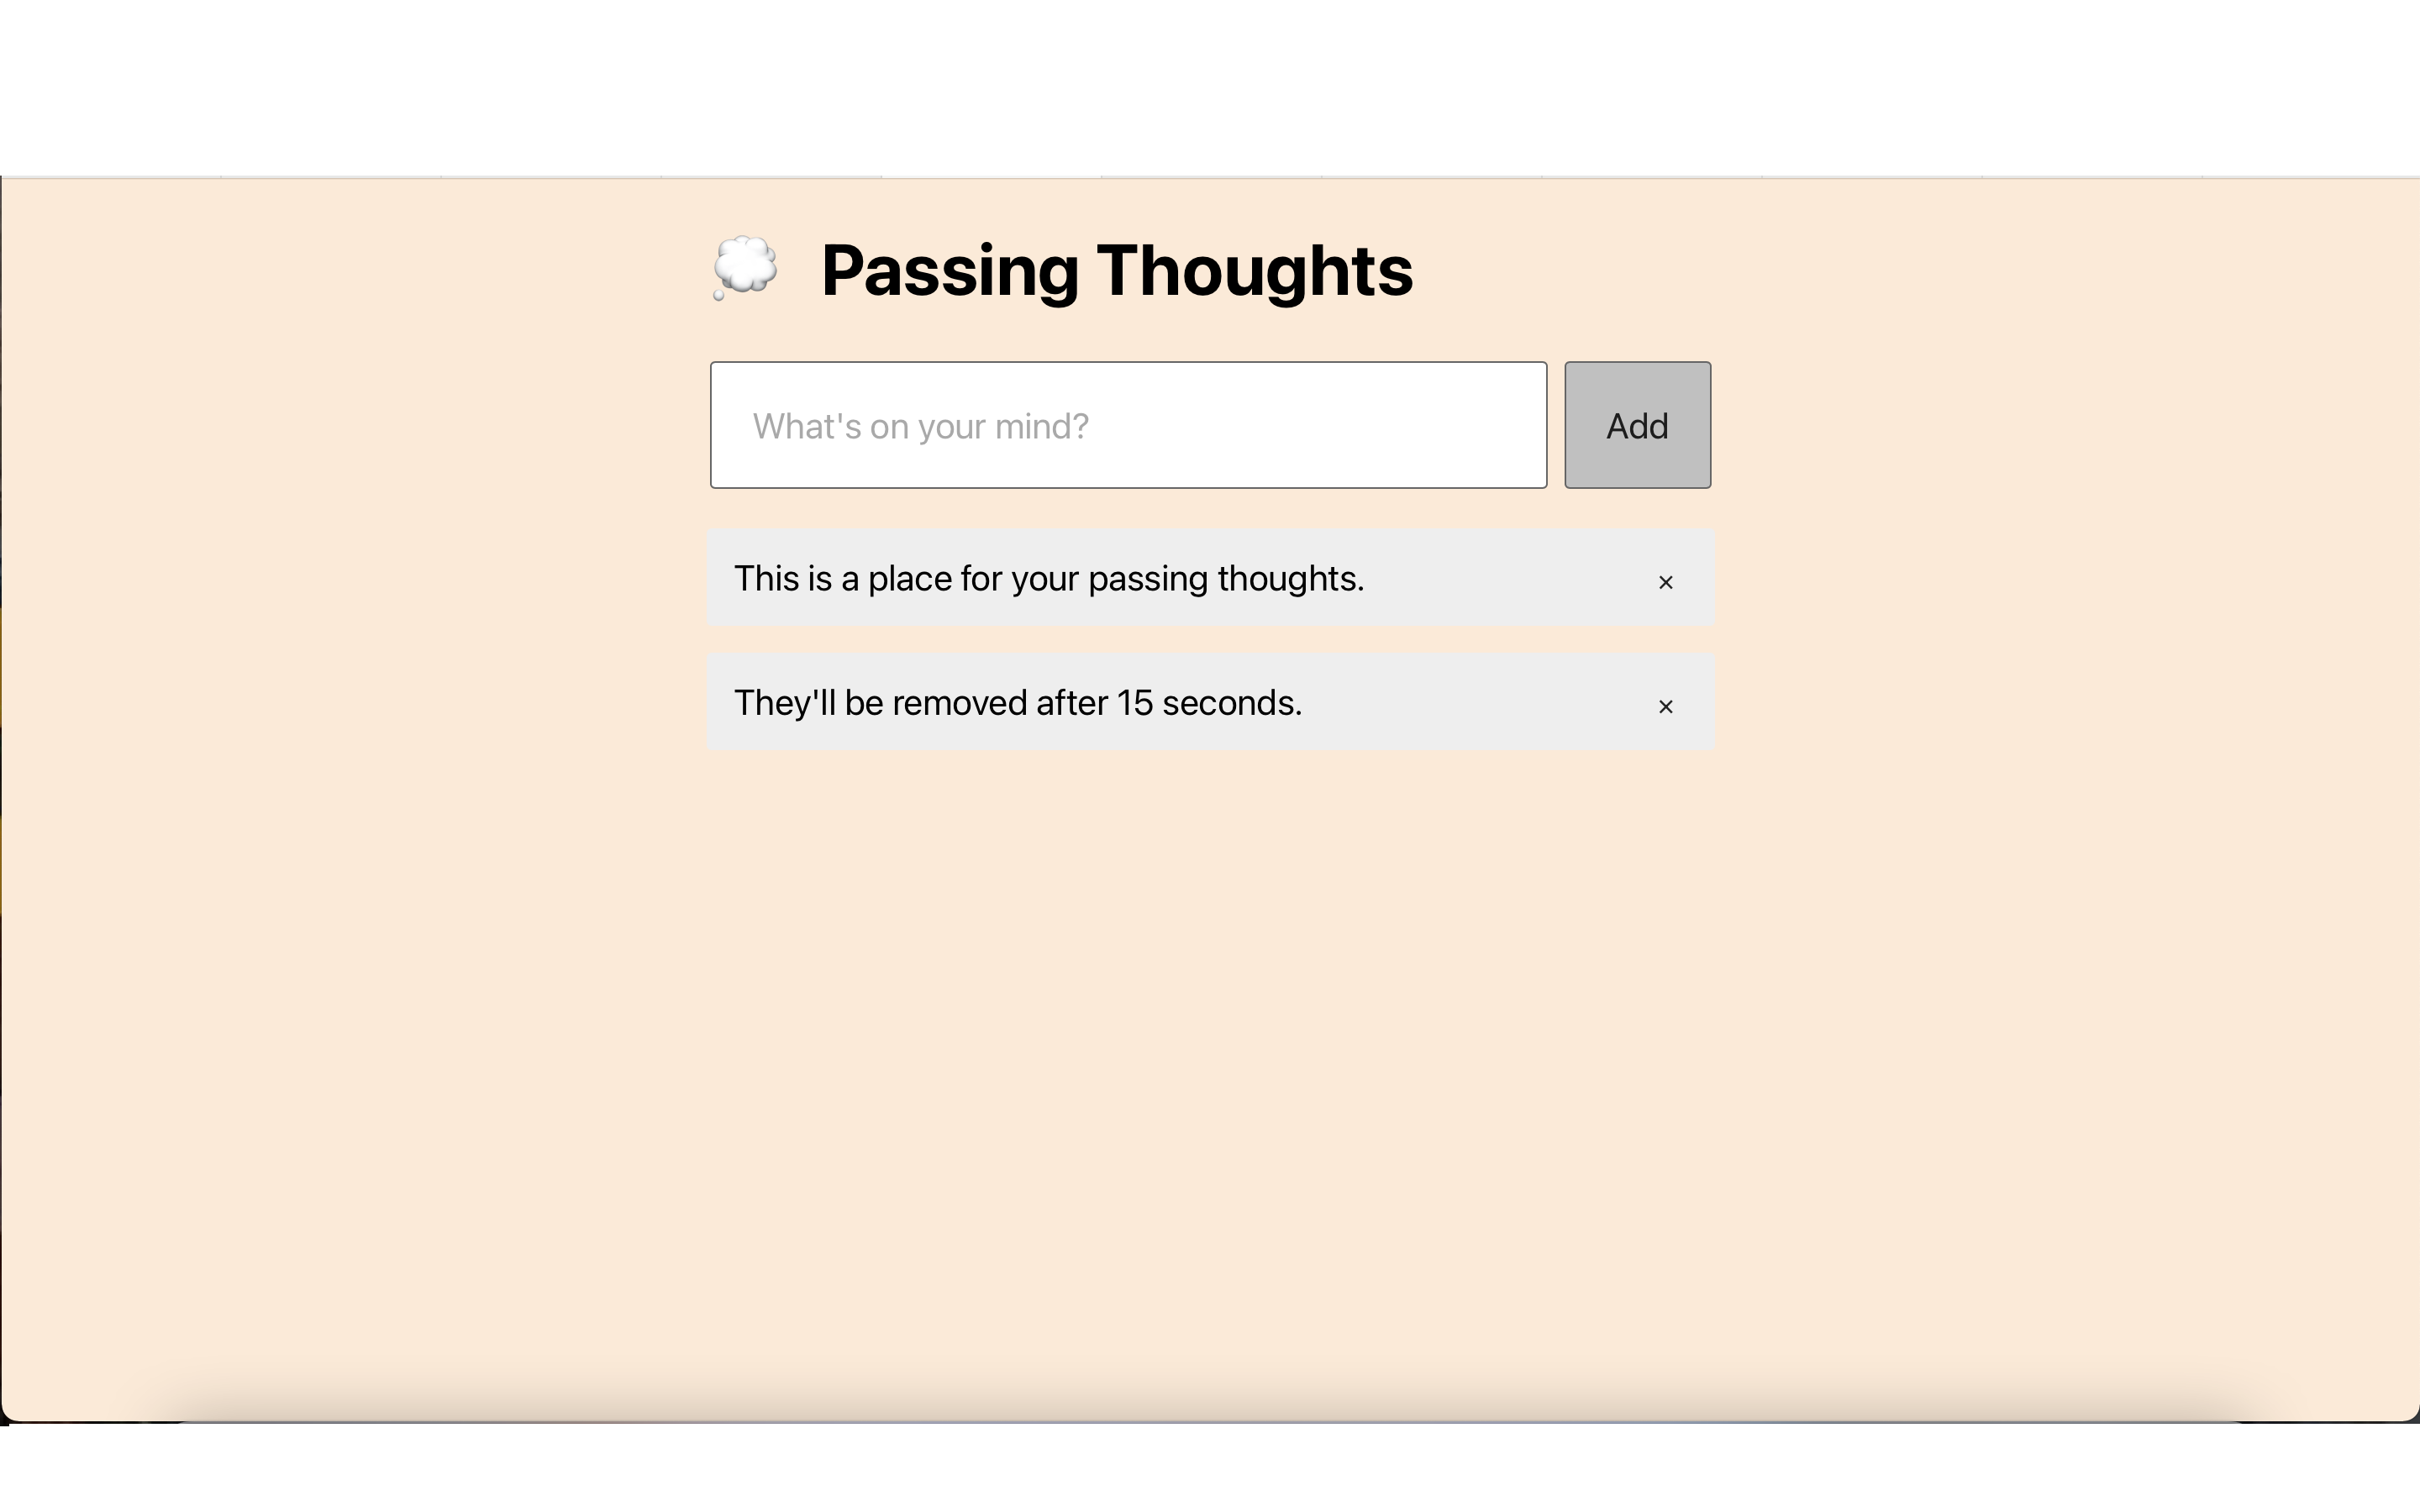 Passing Thoughts
What's on your mind?
Add
This is a place for your passing thoughts.
×
They'll be removed after 15 seconds.
×